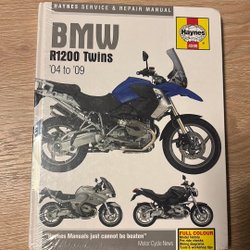 HAYNES SERVICE & REPAIR MANUAL
BMW
R1200 Twins
'04 to '09
Haynes
"Haynes Manuals just cannot be beaten"
Motor Cycle News
FULL COLOUR